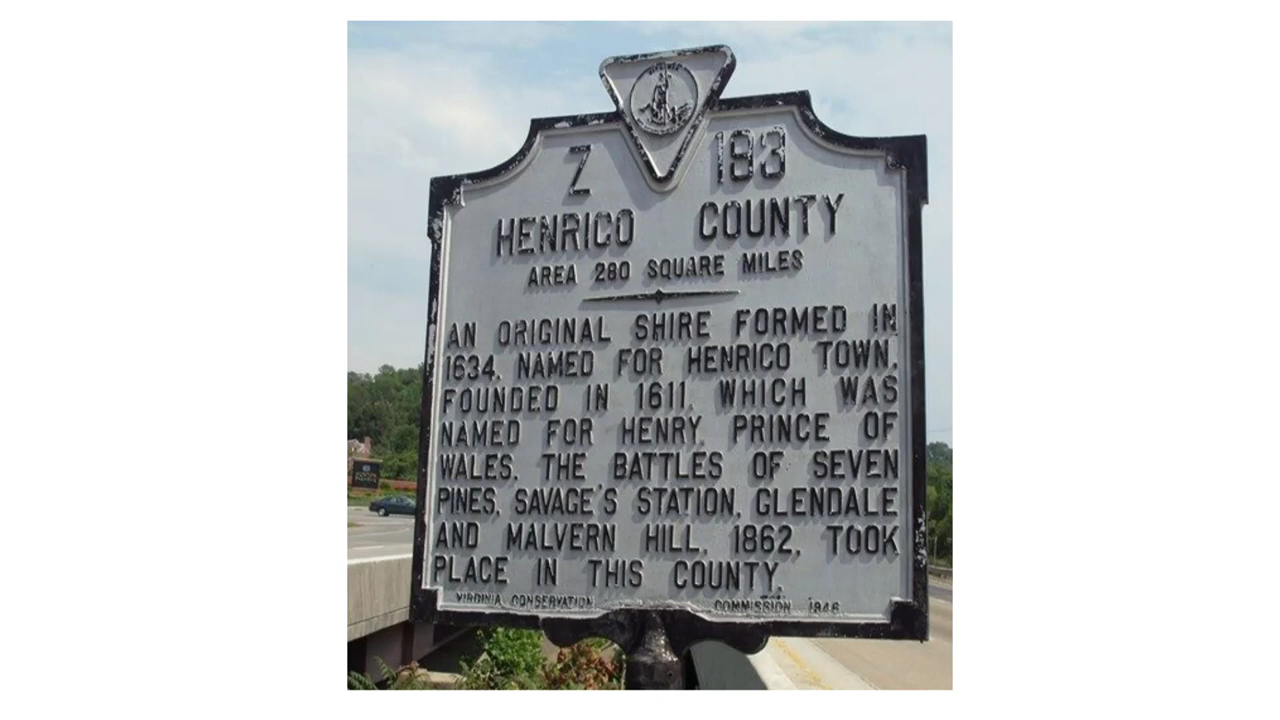 Z 183
HENRICO COUNTY
AREA 280 SQUARE MILES
AN ORIGINAL SHIRE FORMED IN
1634. NAMED FOR HENRICO TOWN,
FOUNDED IN 1611, WHICH WAS
NAMED FOR HENRY, PRINCE OF
WALES. THE BATTLES OF SEVEN
PINES, SAVAGE'S STATION, GLENDALE
AND MALVERN HILL, 1862, TOOK
PLACE IN THIS COUNTY.
VIRGINIA CONSERVATION COMMISSION 1946